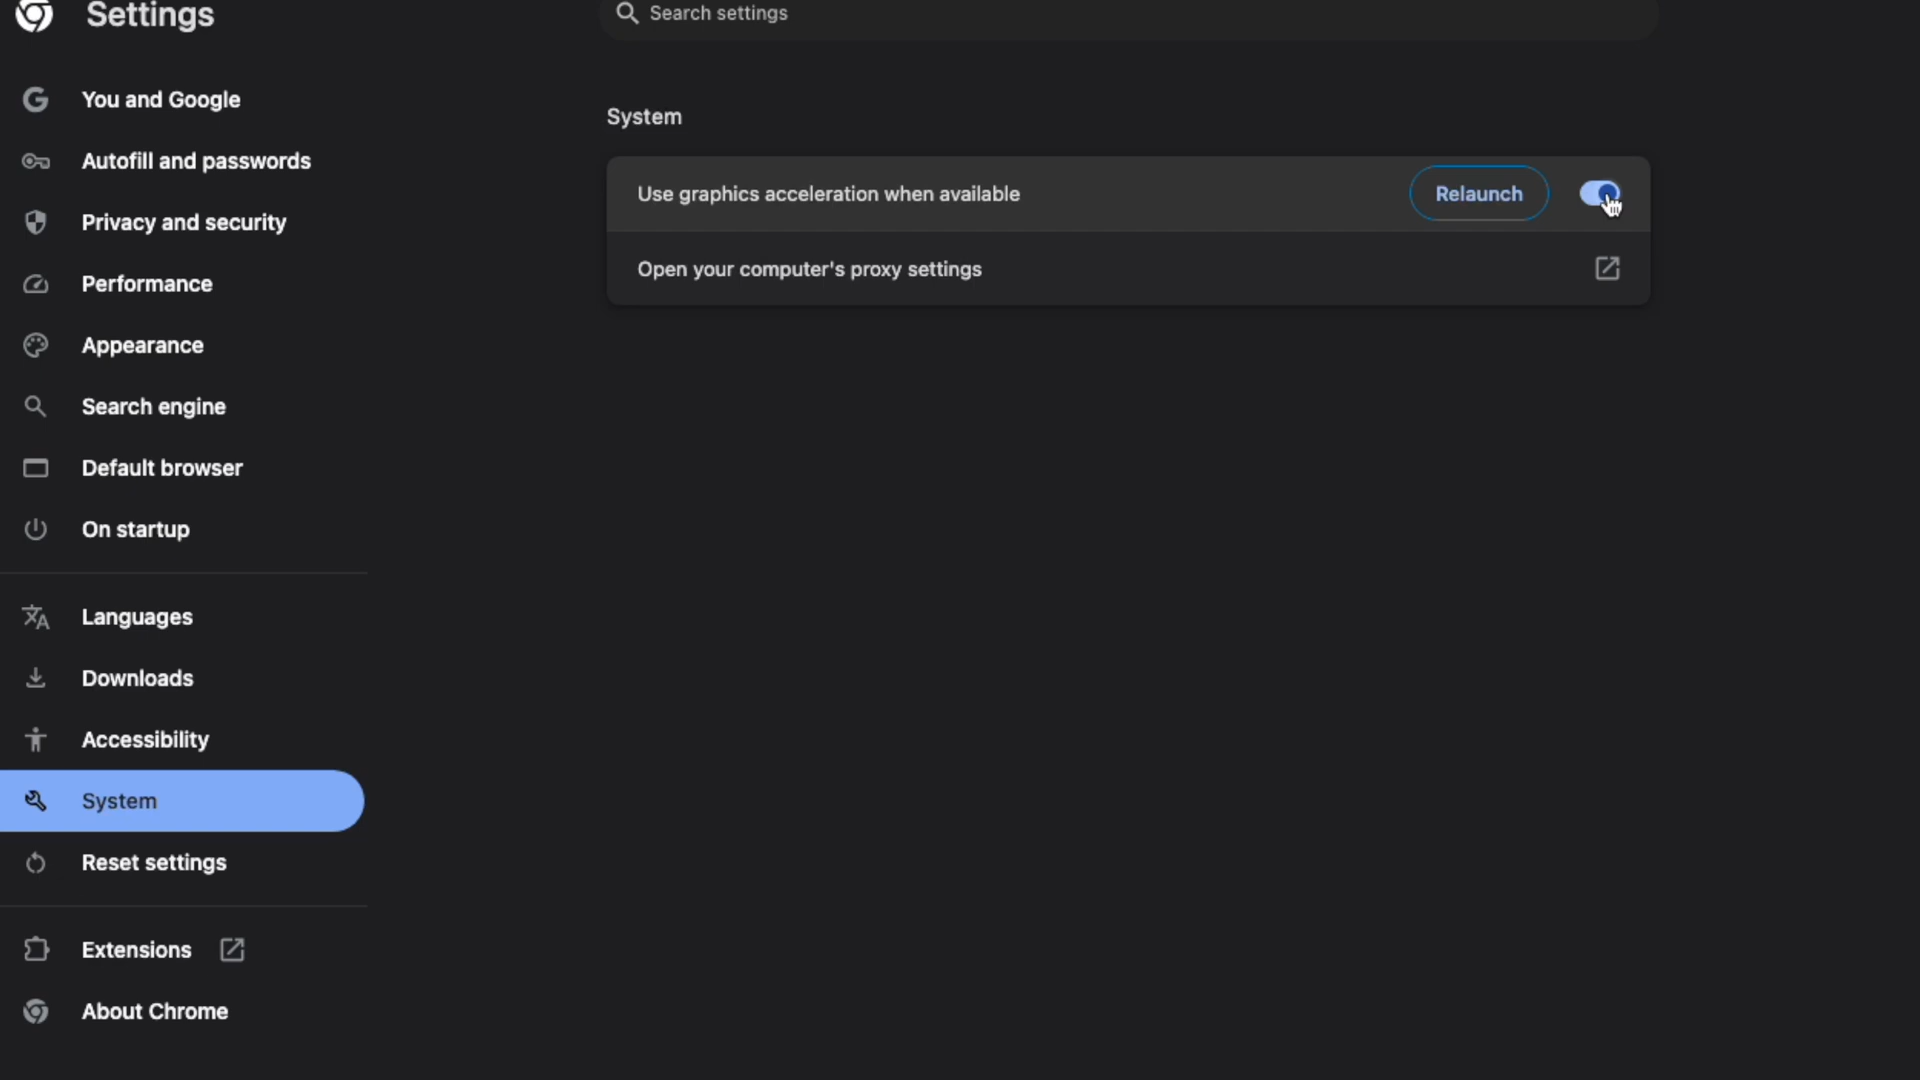 Settings
Search settings
You and Google
Autofill and passwords
Privacy and security
Performance
Appearance
Search engine
Default browser
On startup
Languages
Downloads
Accessibility
System
Reset settings
Extensions
About Chrome
System
Use graphics acceleration when available
Relaunch
Open your computer's proxy settings